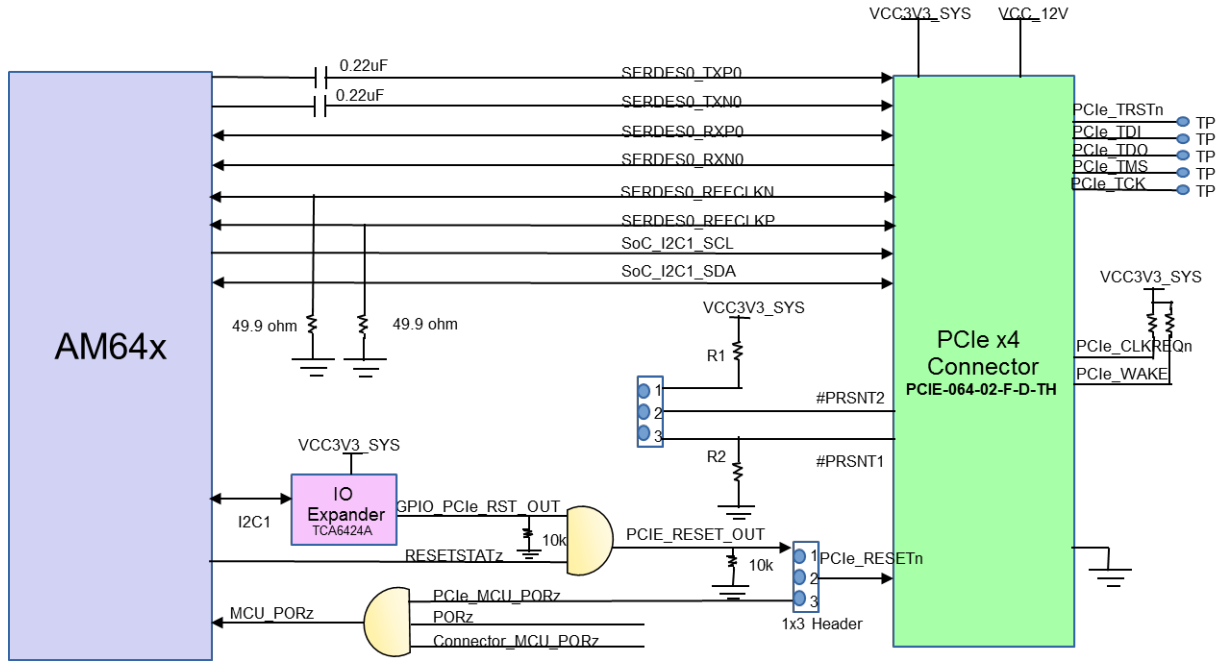 VCC3V3_SYS
VCC_12V
0.22uF
SERDES0_TXP0
0.22uF
SERDES0_TXN0
SERDES0_RXP0
SERDES0_RXN0
SERDES0_REFCLKN
SERDES0_REFCLKP
SoC_I2C1_SCL
SoC_I2C1_SDA
PCIe_TRSTn
TP
PCIe_TDI
TP
PCIe_TDO
TP
PCIe_TMS
TP
PCIe_TCK
TP
AM64x
49.9 ohm
49.9 ohm
VCC3V3_SYS
R1
1
2
3
#PRSNT2
R2
#PRSNT1
PCIe x4
Connector
PCIE-064-02-F-D-TH
VCC3V3_SYS
PCIe_CLKREQn
PCIe_WAKE
VCC3V3_SYS
IO
Expander
TCA6424A
I2C1
GPIO_PCIe_RST_OUT
10k
RESETSTATz
PCIE_RESET_OUT
10k
1
2
3
PCIe_RESETn
1x3 Header
MCU_PORz
PCIe_MCU_PORz
PORz
Connector_MCU_PORz